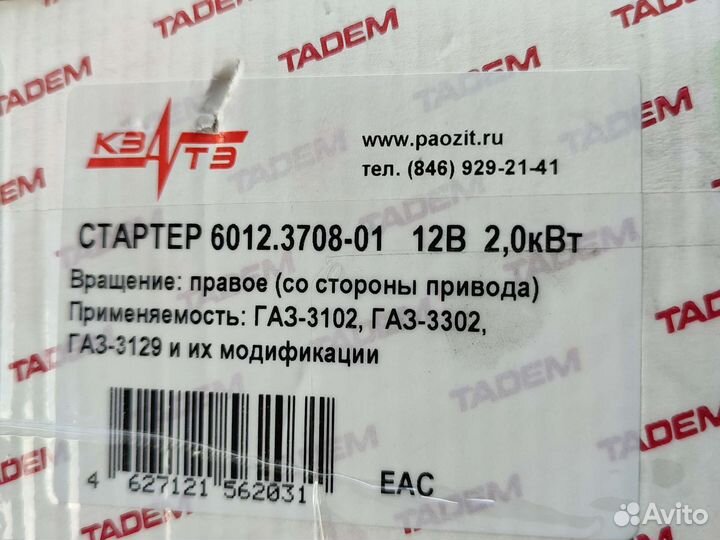 TADEM
TADEM
TADEM
TADEM
КЗАТЭ
www.paozit.ru
тел. (846) 929-21-41
СТАРТЕР 6012.3708-01 12В 2,0кВт
Вращение: правое (со стороны привода)
Применяемость: ГАЗ-3102, ГАЗ-3302,
ГАЗ-3129 и их модификации
TADEM
TADEM
TADEM
4 627121 562031
EAC
TADEM
TADEM
Avito